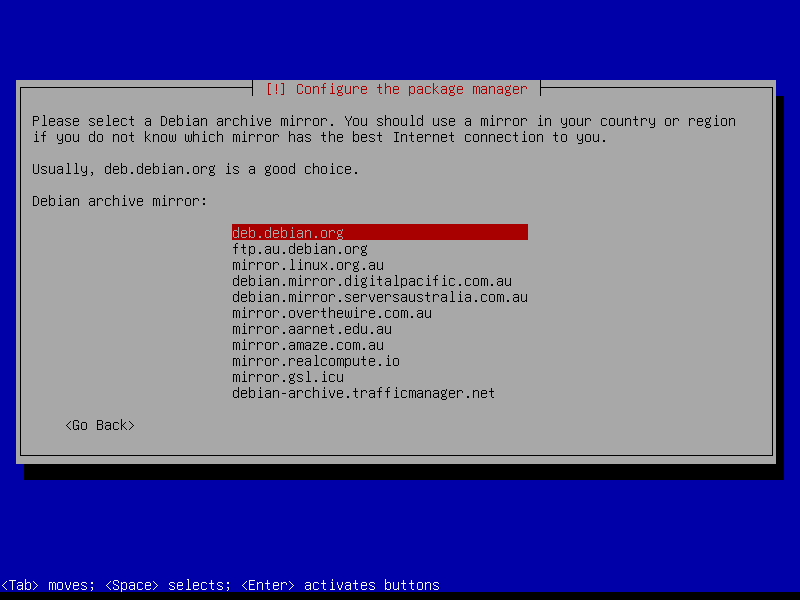 [!] Configure the package manager
Please select a Debian archive mirror. You should use a mirror in your country or region
if you do not know which mirror has the best Internet connection to you.
Usually, deb.debian.org is a good choice.
Debian archive mirror:
deb.debian.org
ftp.au.debian.org
mirror.linux.org.au
debian.mirror.digitalpacific.com.au
debian.mirror.serversaustralia.com.au
mirror.overthewire.com.au
mirror.aarnet.edu.au
mirror.amaze.com.au
mirror.realcompute.io
mirror.gsl.icu
debian-archive.trafficmanager.net
<Go Back>
<Tab> moves; <Space> selects; <Enter> activates buttons